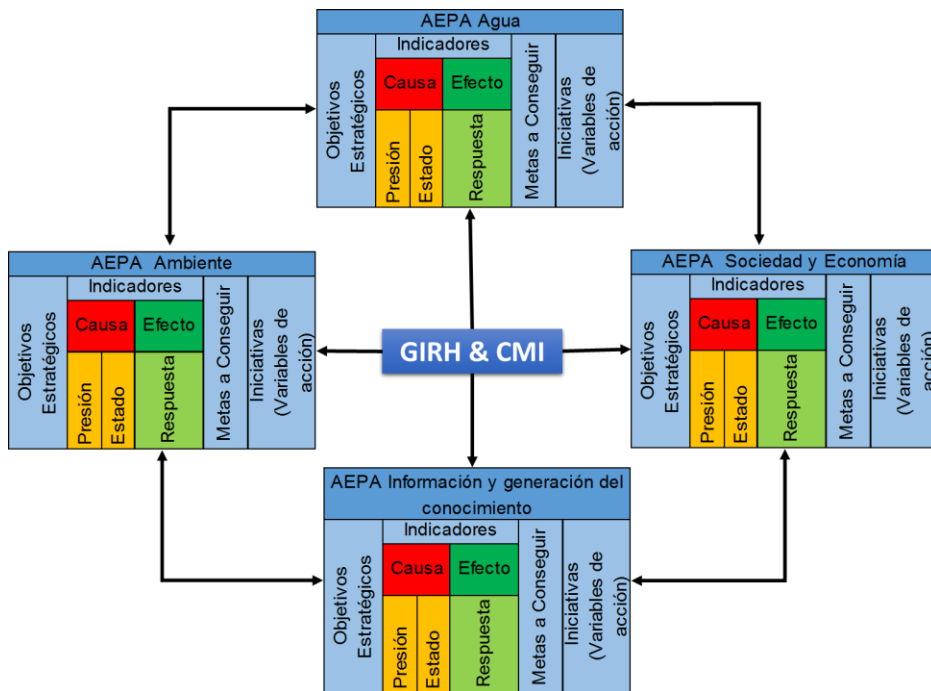 AEPA Agua
Objetivos
Estratégicos
Indicadores
Causa
Efecto
Presión
Estado
Respuesta
Metas a Conseguir
Iniciativas
(Variables de
acción)
AEPA Ambiente
Objetivos
Estratégicos
Indicadores
Causa
Efecto
Presión
Estado
Respuesta
Metas a Conseguir
Iniciativas
(Variables de
acción)
GIRH & CMI
AEPA Sociedad y Economía
Objetivos
Estratégicos
Indicadores
Causa
Efecto
Presión
Estado
Respuesta
Metas a Conseguir
Iniciativas
(Variables de
acción)
AEPA Información y generación del
conocimiento
Objetivos
Estratégicos
Indicadores
Causa
Efecto
Presión
Estado
Respuesta
Metas a Conseguir
Iniciativas
(Variables de
acción)